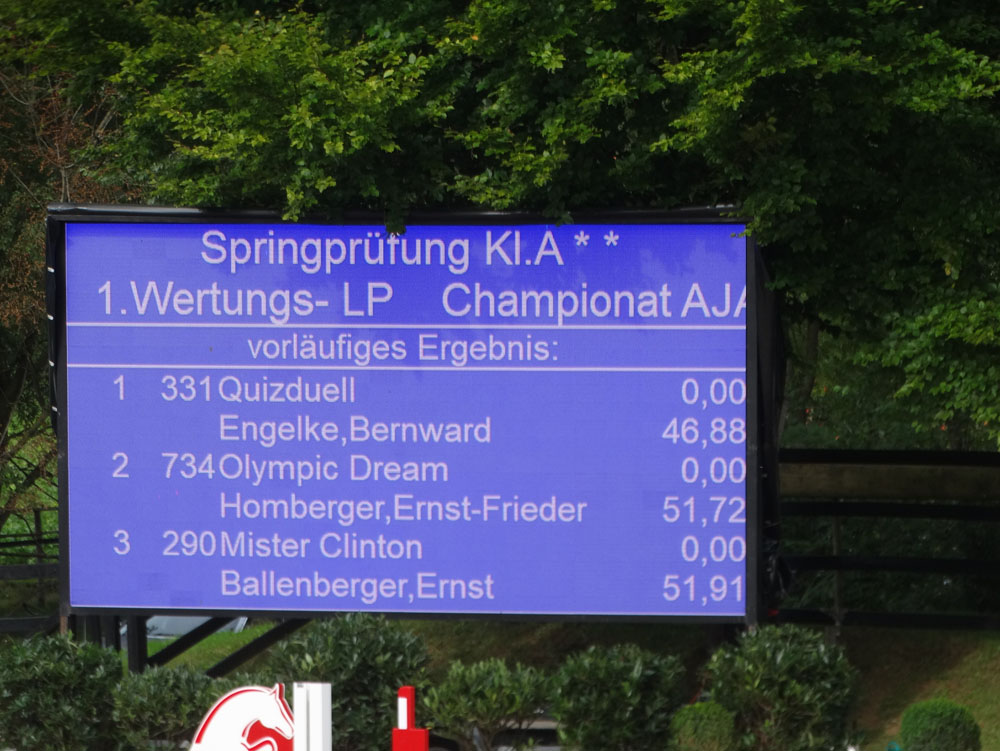 Springprüfung Kl.A * *
1.Wertungs- LP Championat AJA
vorläufiges Ergebnis:
1 331 Quizduell 0,00
Engelke,Bernward 46,88
2 734 Olympic Dream 0,00
Homberger,Ernst-Frieder 51,72
3 290 Mister Clinton 0,00
Ballenberger,Ernst 51,91